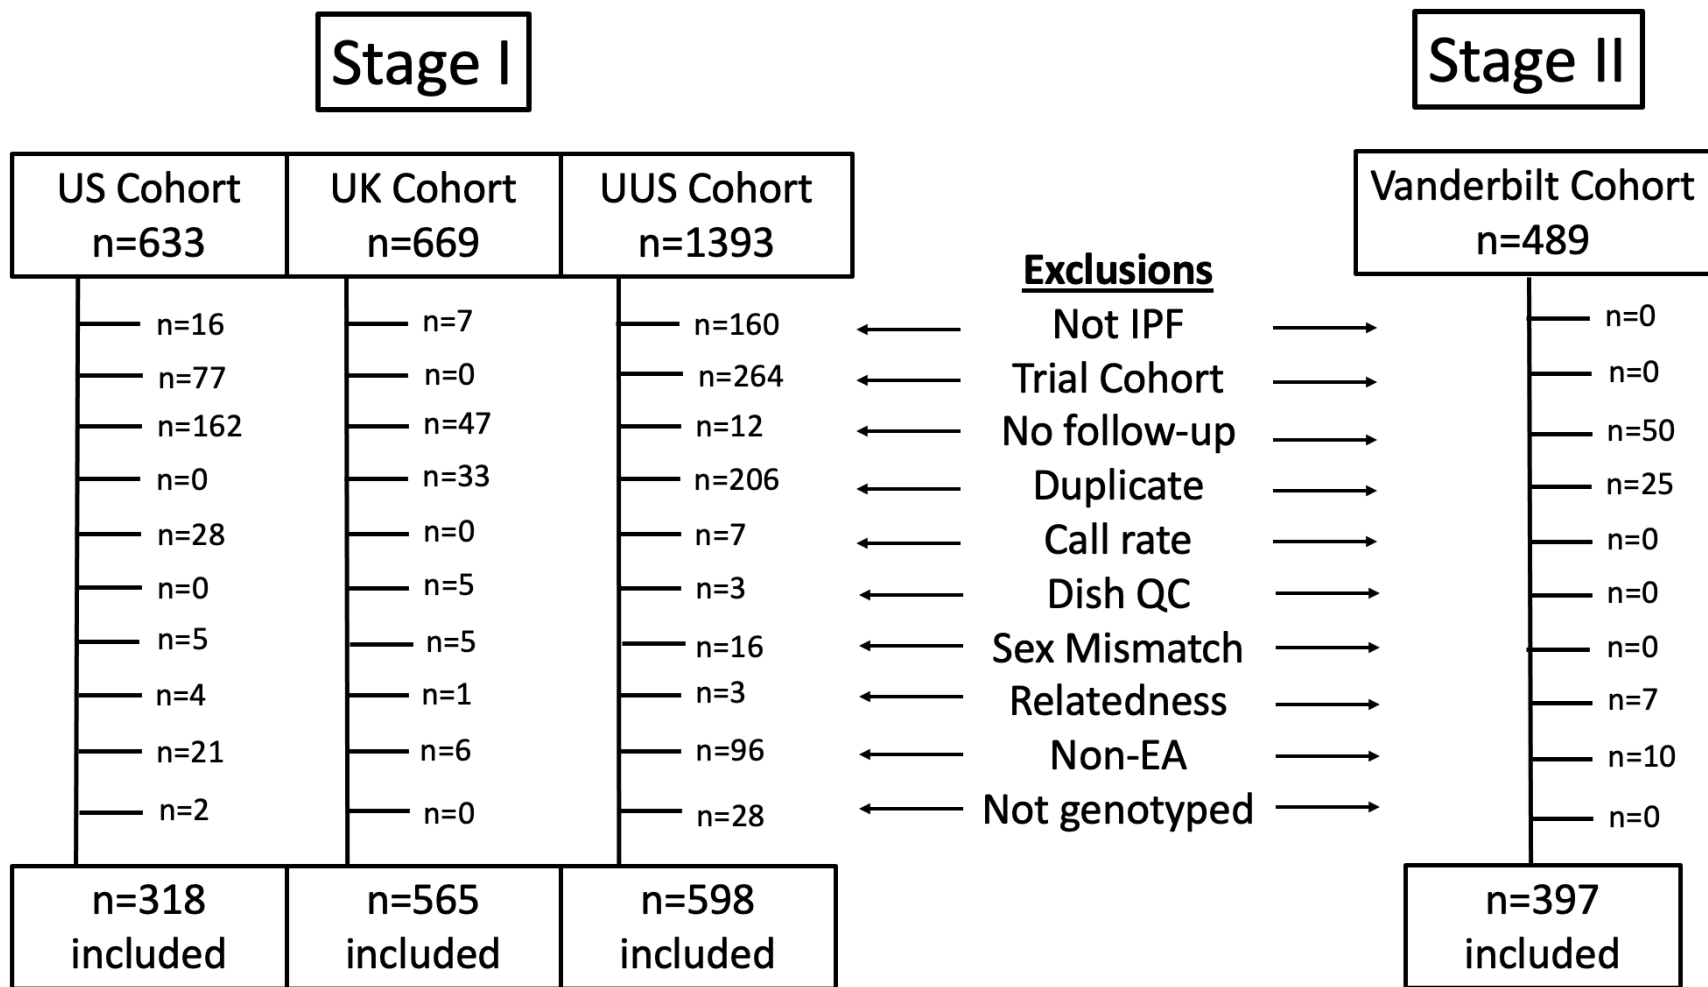 Stage I
Stage II
US Cohort
n=633
UK Cohort
n=669
UUS Cohort
n=1393
Vanderbilt Cohort
n=489
Exclusions
n=16 n=7 n=160 Not IPF n=0
n=77 n=0 n=264 Trial Cohort n=0
n=162 n=47 n=12 No follow-up n=50
n=0 n=33 n=206 Duplicate n=25
n=28 n=0 n=7 Call rate n=0
n=0 n=5 n=3 Dish QC n=0
n=5 n=5 n=16 Sex Mismatch n=0
n=4 n=1 n=3 Relatedness n=7
n=21 n=6 n=96 Non-EA n=10
n=2 n=0 n=28 Not genotyped n=0
n=318
included
n=565
included
n=598
included
n=397
included